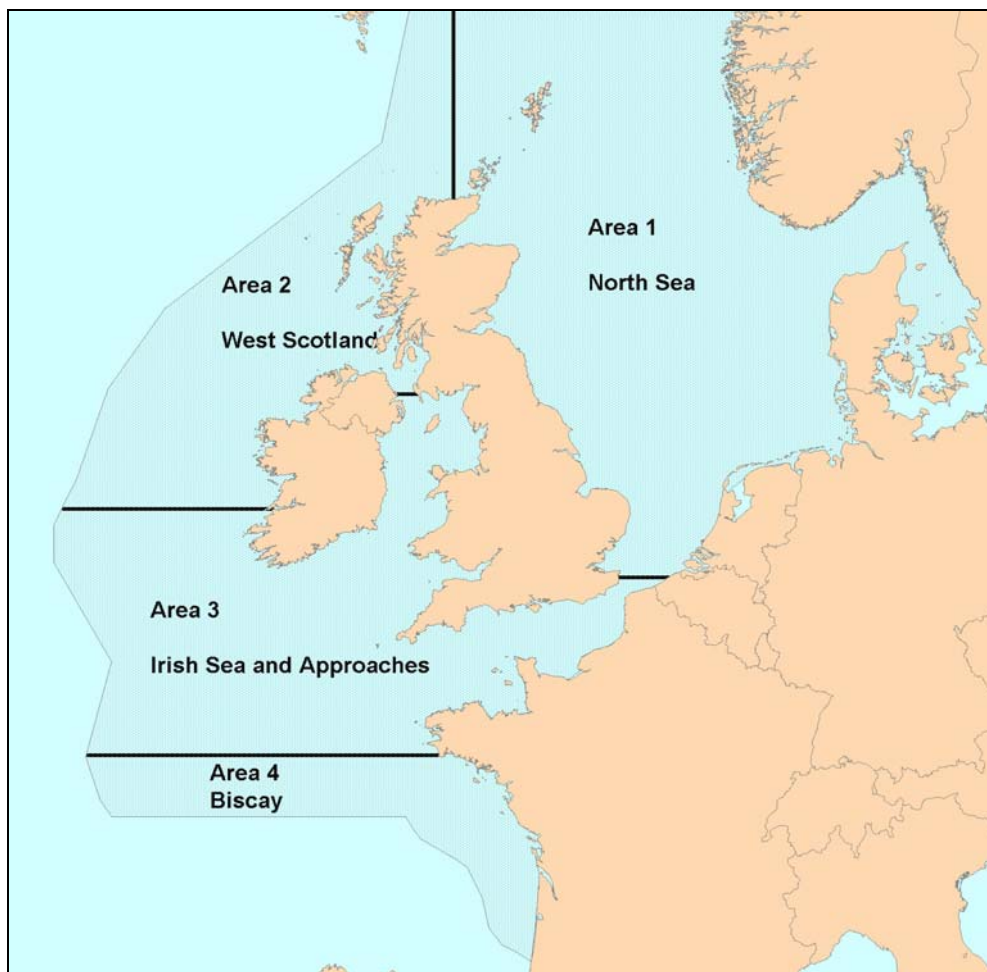 Area 1
North Sea
Area 2
West Scotland
Area 3
Irish Sea and Approaches
Area 4
Biscay